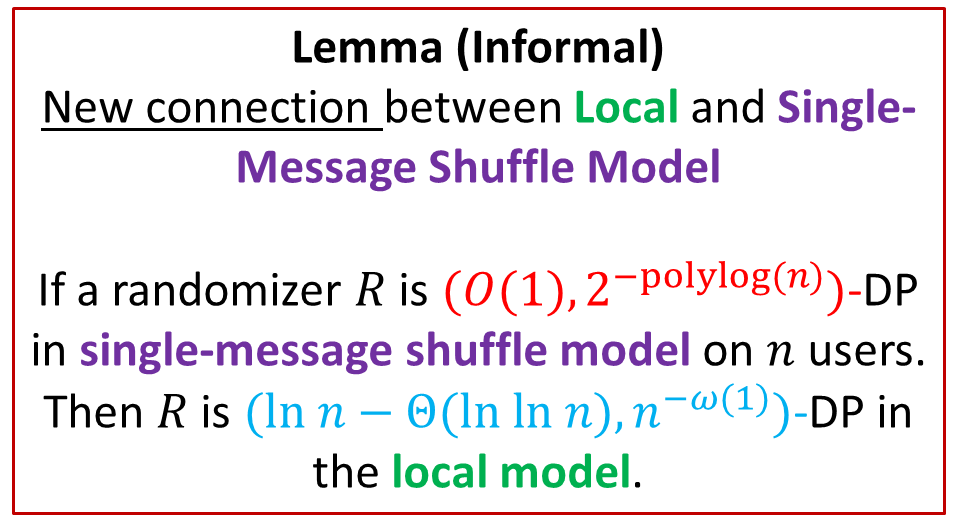 Lemma (Informal)
New connection between Local and Single-
Message Shuffle Model
If a randomizer R is (O(1), 2^{−polylog(n)})-DP
in single-message shuffle model on n users.
Then R is (ln n − Θ(ln ln n), n^{−ω(1)})-DP in
the local model.